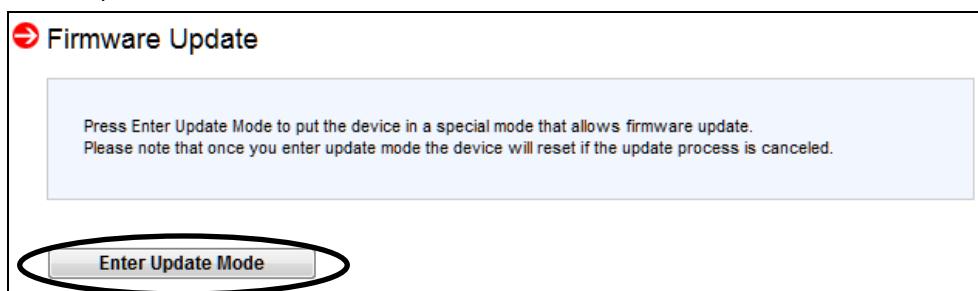 Firmware Update
Press Enter Update Mode to put the device in a special mode that allows firmware update.
Please note that once you enter update mode the device will reset if the update process is canceled.
Enter Update Mode